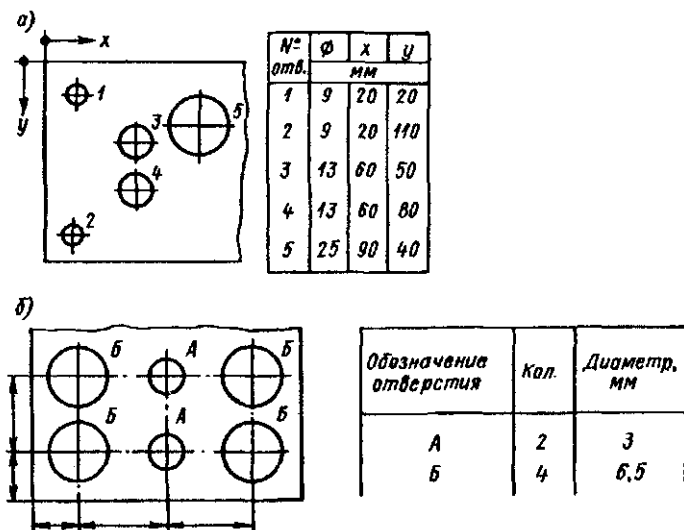 а)
x
y
1
2
3
4
5
№ отв. Ø x y
мм
1 9 20 20
2 9 20 110
3 13 60 50
4 13 60 80
5 25 90 40
б)
Б А Б
Б А Б
Обозначение отверстия Кол. Диаметр, мм
А 2 3
Б 4 6,5